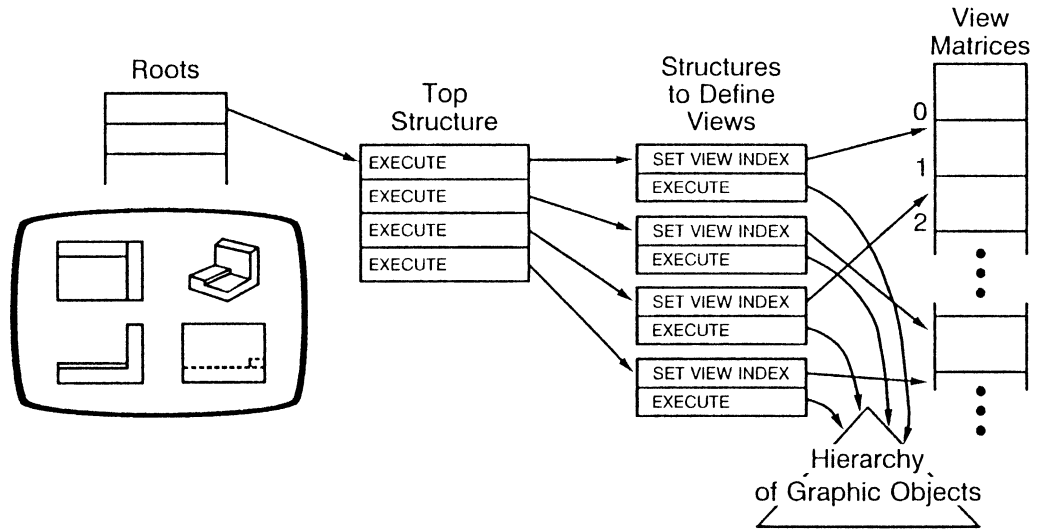 Roots
Top
Structure
EXECUTE
EXECUTE
EXECUTE
EXECUTE
Structures
to Define
Views
SET VIEW INDEX
EXECUTE
SET VIEW INDEX
EXECUTE
SET VIEW INDEX
EXECUTE
SET VIEW INDEX
EXECUTE
View
Matrices
0
1
2
Hierarchy
of Graphic Objects